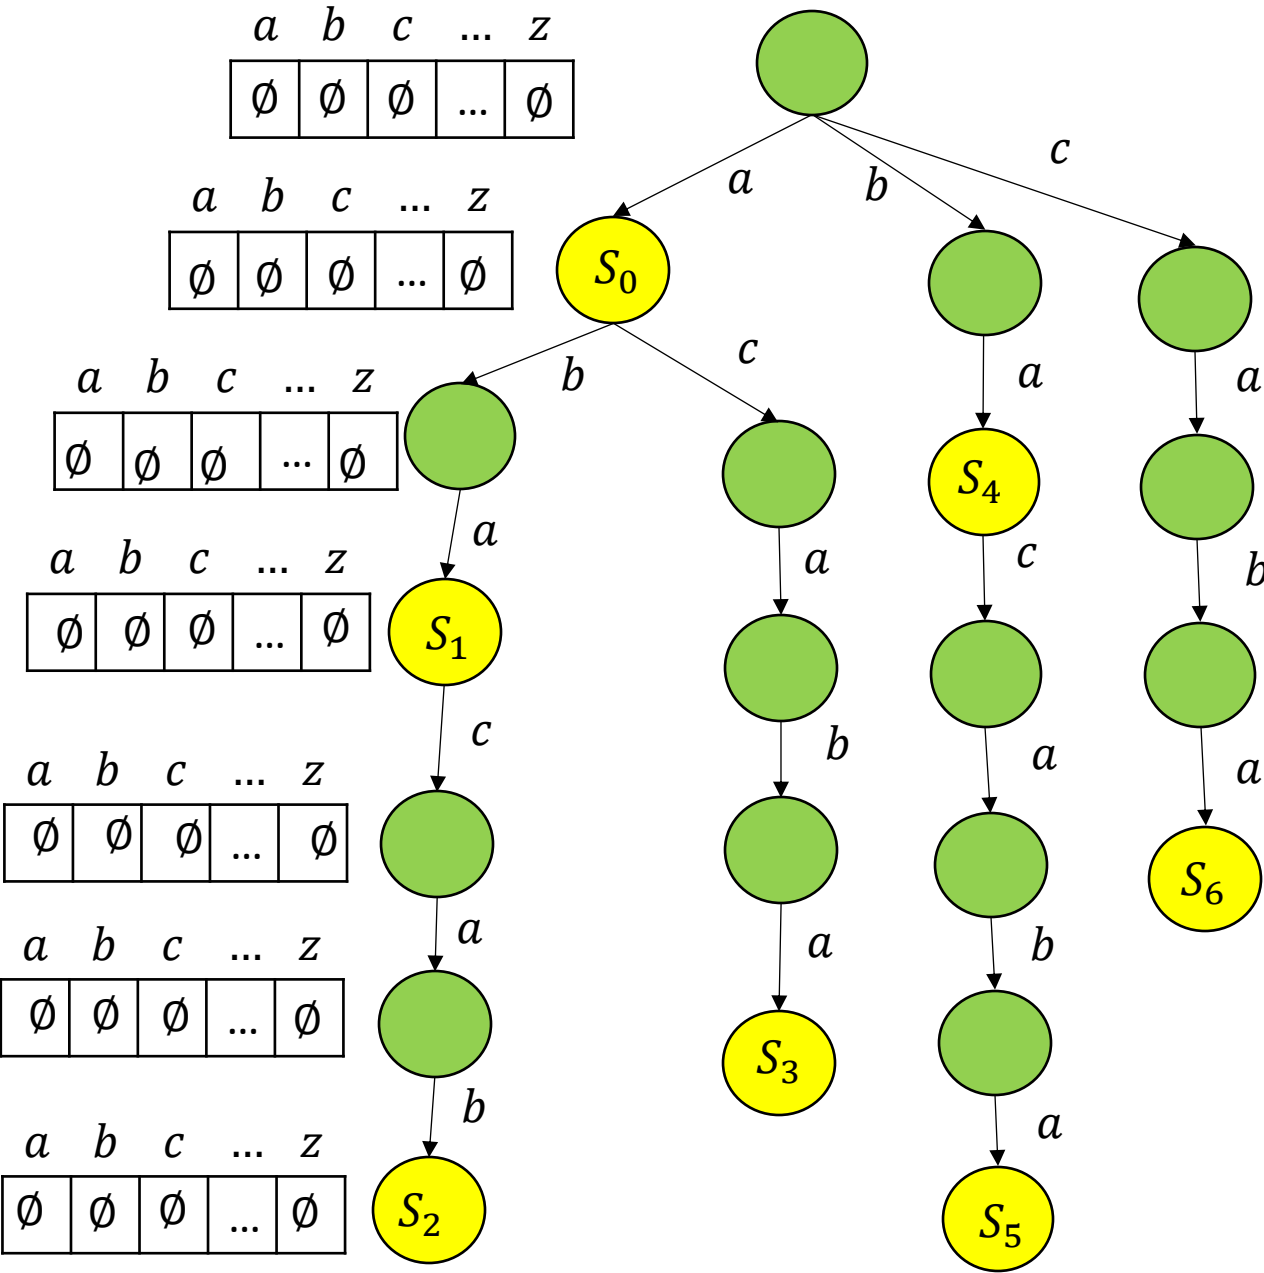 a b c ... z
∅ ∅ ∅ ... ∅
a b c
a b c ... z
∅ ∅ ∅ ... ∅
S₀
b c a a
a b c ... z
∅ ∅ ∅ ... ∅
S₄
a a c b
a b c ... z
∅ ∅ ∅ ... ∅
S₁
c b a a
a b c ... z
∅ ∅ ∅ ... ∅
S₆
a a b
a b c ... z
∅ ∅ ∅ ... ∅
S₃
b a
a b c ... z
∅ ∅ ∅ ... ∅
S₂
S₅